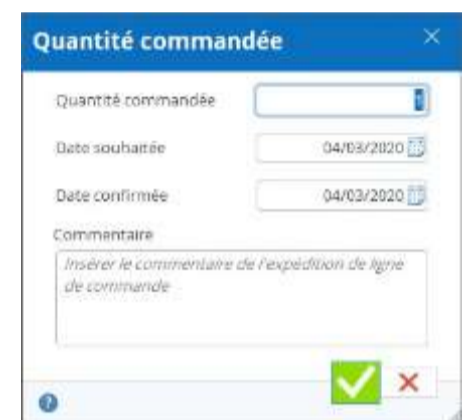 Quantité commandée
Quantité commandée 1
Date souhaitée 04/03/2020
Date confirmée 04/03/2020
Commentaire
Insérer le commentaire de l'expédition de ligne
de commande